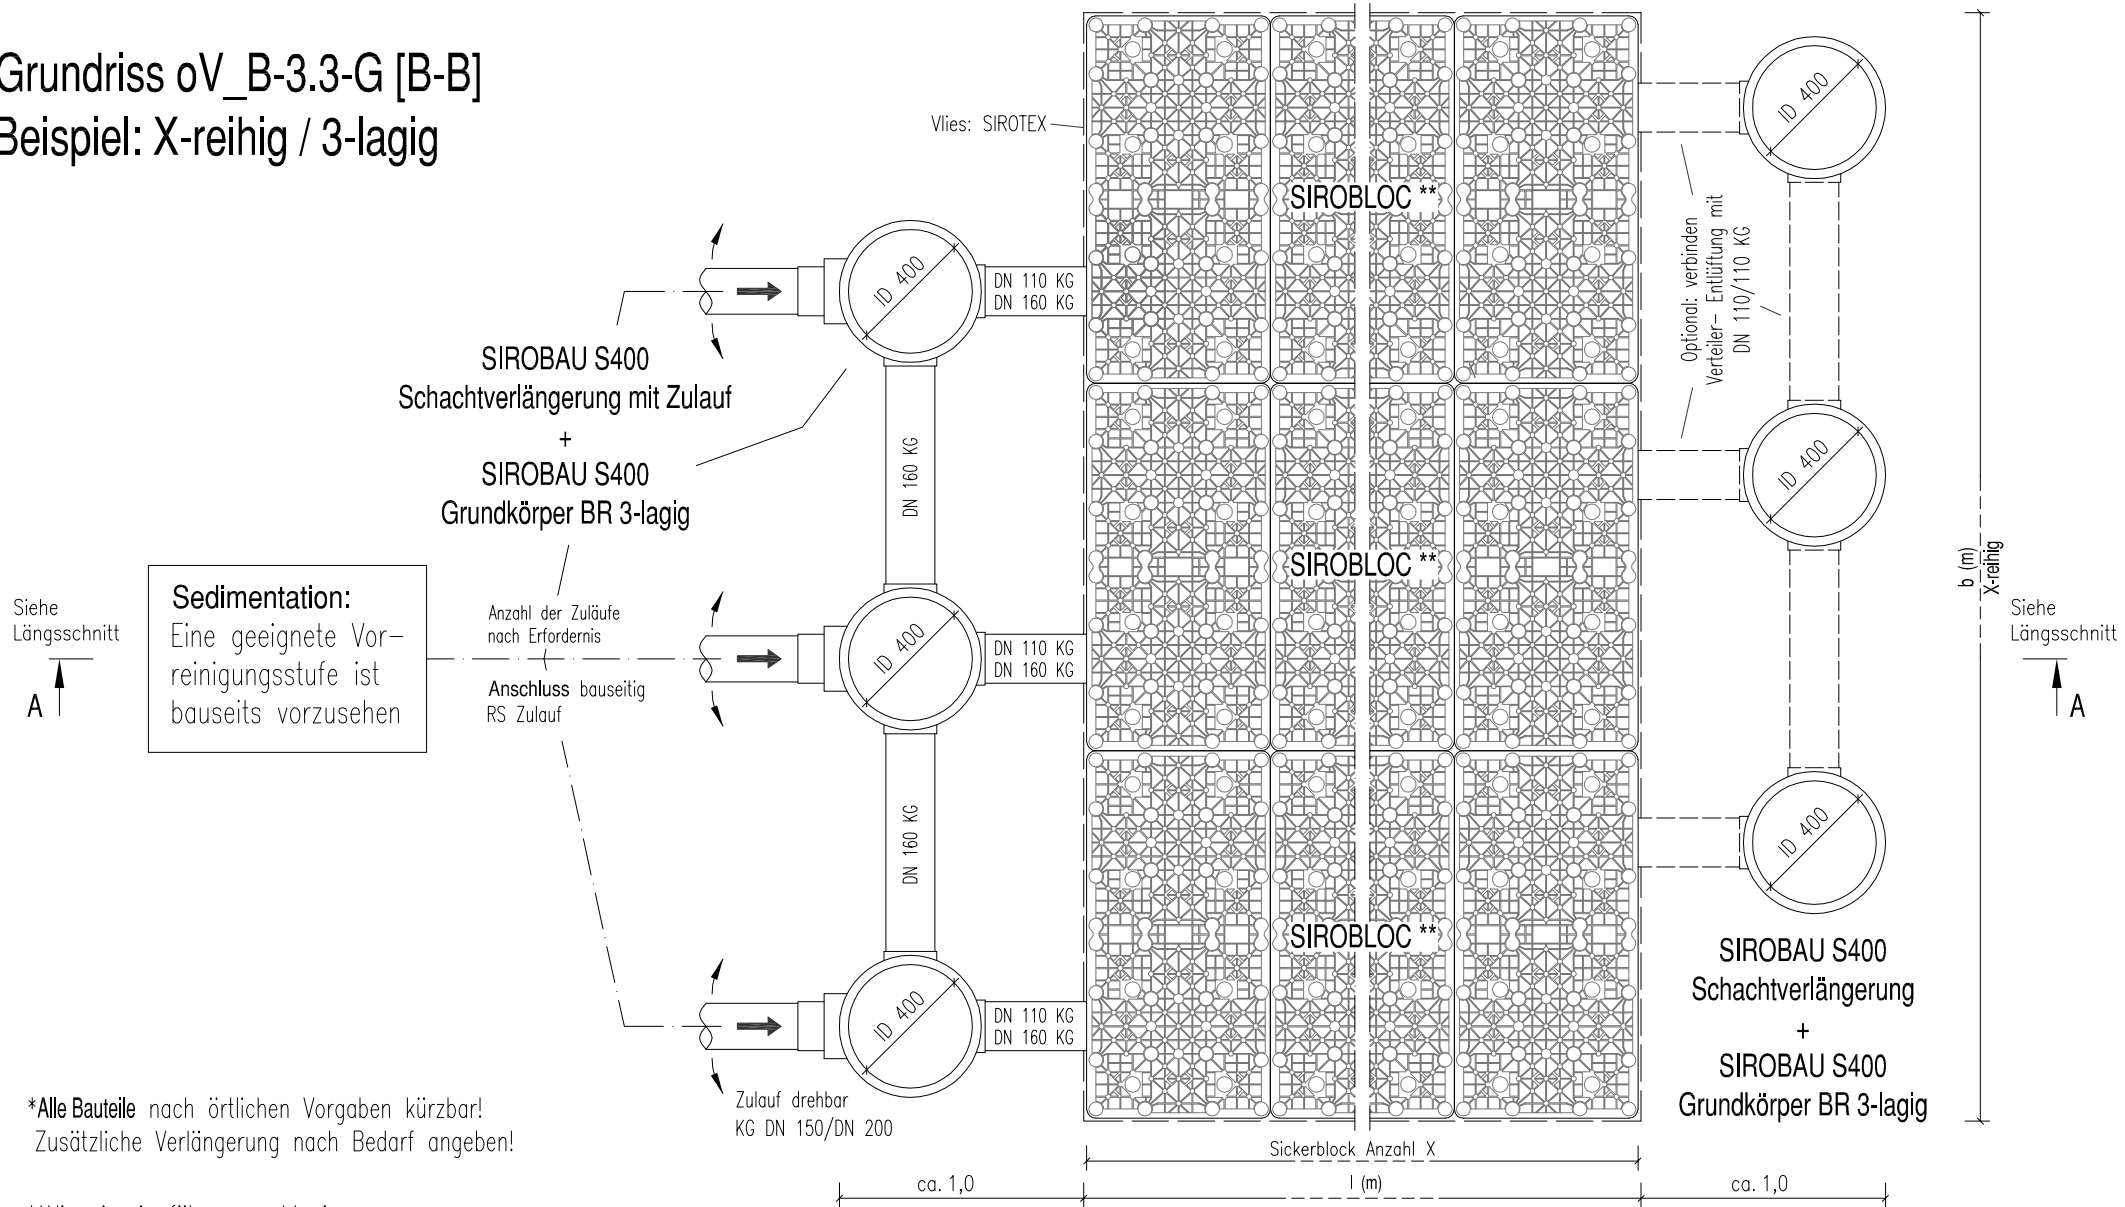 Grundriss oV_B-3.3-G [B-B]
Beispiel: X-reihig / 3-lagig
Vlies: SIROTEX
SIROBLOC **
SIROBLOC **
SIROBLOC **
ID 400
ID 400
ID 400
DN 110 KG
DN 160 KG
DN 110 KG
DN 160 KG
DN 110 KG
DN 160 KG
DN 160 KG
DN 160 KG
SIROBAU S400
Schachtverlängerung mit Zulauf
+
SIROBAU S400
Grundkörper BR 3-lagig
Siehe
Längsschnitt
A
Sedimentation:
Eine geeignete Vor-
reinigungsstufe ist
bauseits vorzusehen
Anzahl der Zuläufe
nach Erfordernis
Anschluss bauseitig
RS Zulauf
Zulauf drehbar
KG DN 150/DN 200
ID 400
ID 400
ID 400
Optional: verbinden
Verteiler- Entlüftung mit
DN 110/110 KG
b (m)
X-reihig
Siehe
Längsschnitt
A
SIROBAU S400
Schachtverlängerung
+
SIROBAU S400
Grundkörper BR 3-lagig
*Alle Bauteile nach örtlichen Vorgaben kürzbar!
Zusätzliche Verlängerung nach Bedarf angeben!
Sickerblock Anzahl X
ca. 1,0
l (m)
ca. 1,0